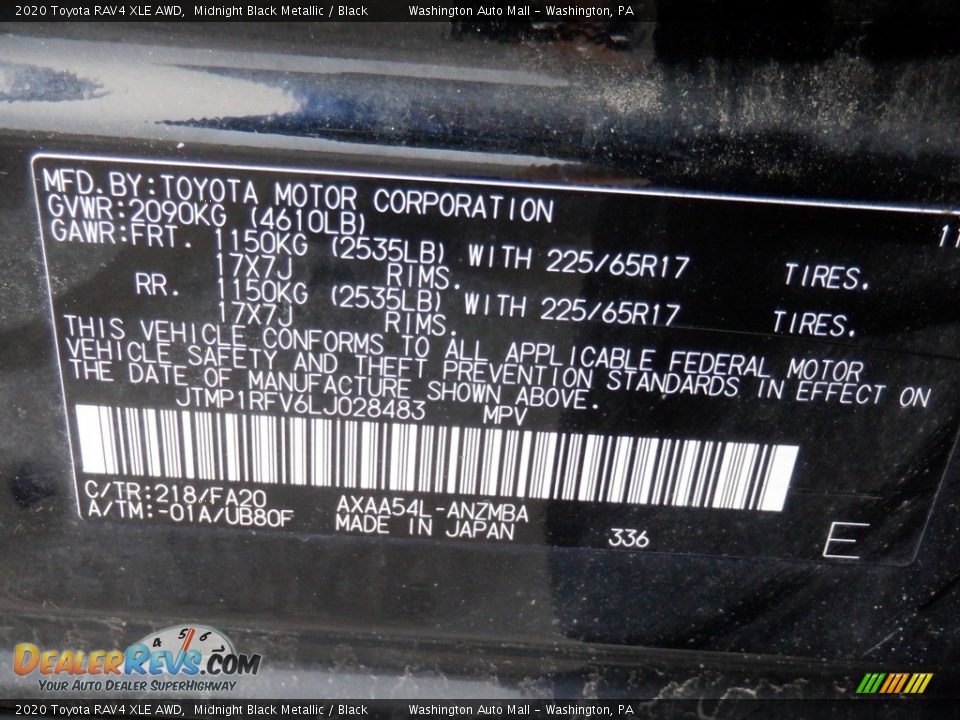 2020 Toyota RAV4 XLE AWD, Midnight Black Metallic / Black Washington Auto Mall - Washington, PA
MFD.BY:TOYOTA MOTOR CORPORATION
GVWR:2090KG (4610LB) 11
GAWR:FRT. 1150KG (2535LB) WITH 225/65R17 TIRES.
17X7J RIMS.
RR. 1150KG (2535LB) WITH 225/65R17 TIRES.
17X7J RIMS.
THIS VEHICLE CONFORMS TO ALL APPLICABLE FEDERAL MOTOR
VEHICLE SAFETY AND THEFT PREVENTION STANDARDS IN EFFECT ON
THE DATE OF MANUFACTURE SHOWN ABOVE.
JTMP1RFV6LJ028483 MPV
C/TR:218/FA20 AXAA54L-ANZMBA
A/TM:-01A/UB80F MADE IN JAPAN 336 E
4 5 6
DealerRevs.com
Your Auto Dealer SuperHighway
2020 Toyota RAV4 XLE AWD, Midnight Black Metallic / Black Washington Auto Mall - Washington, PA